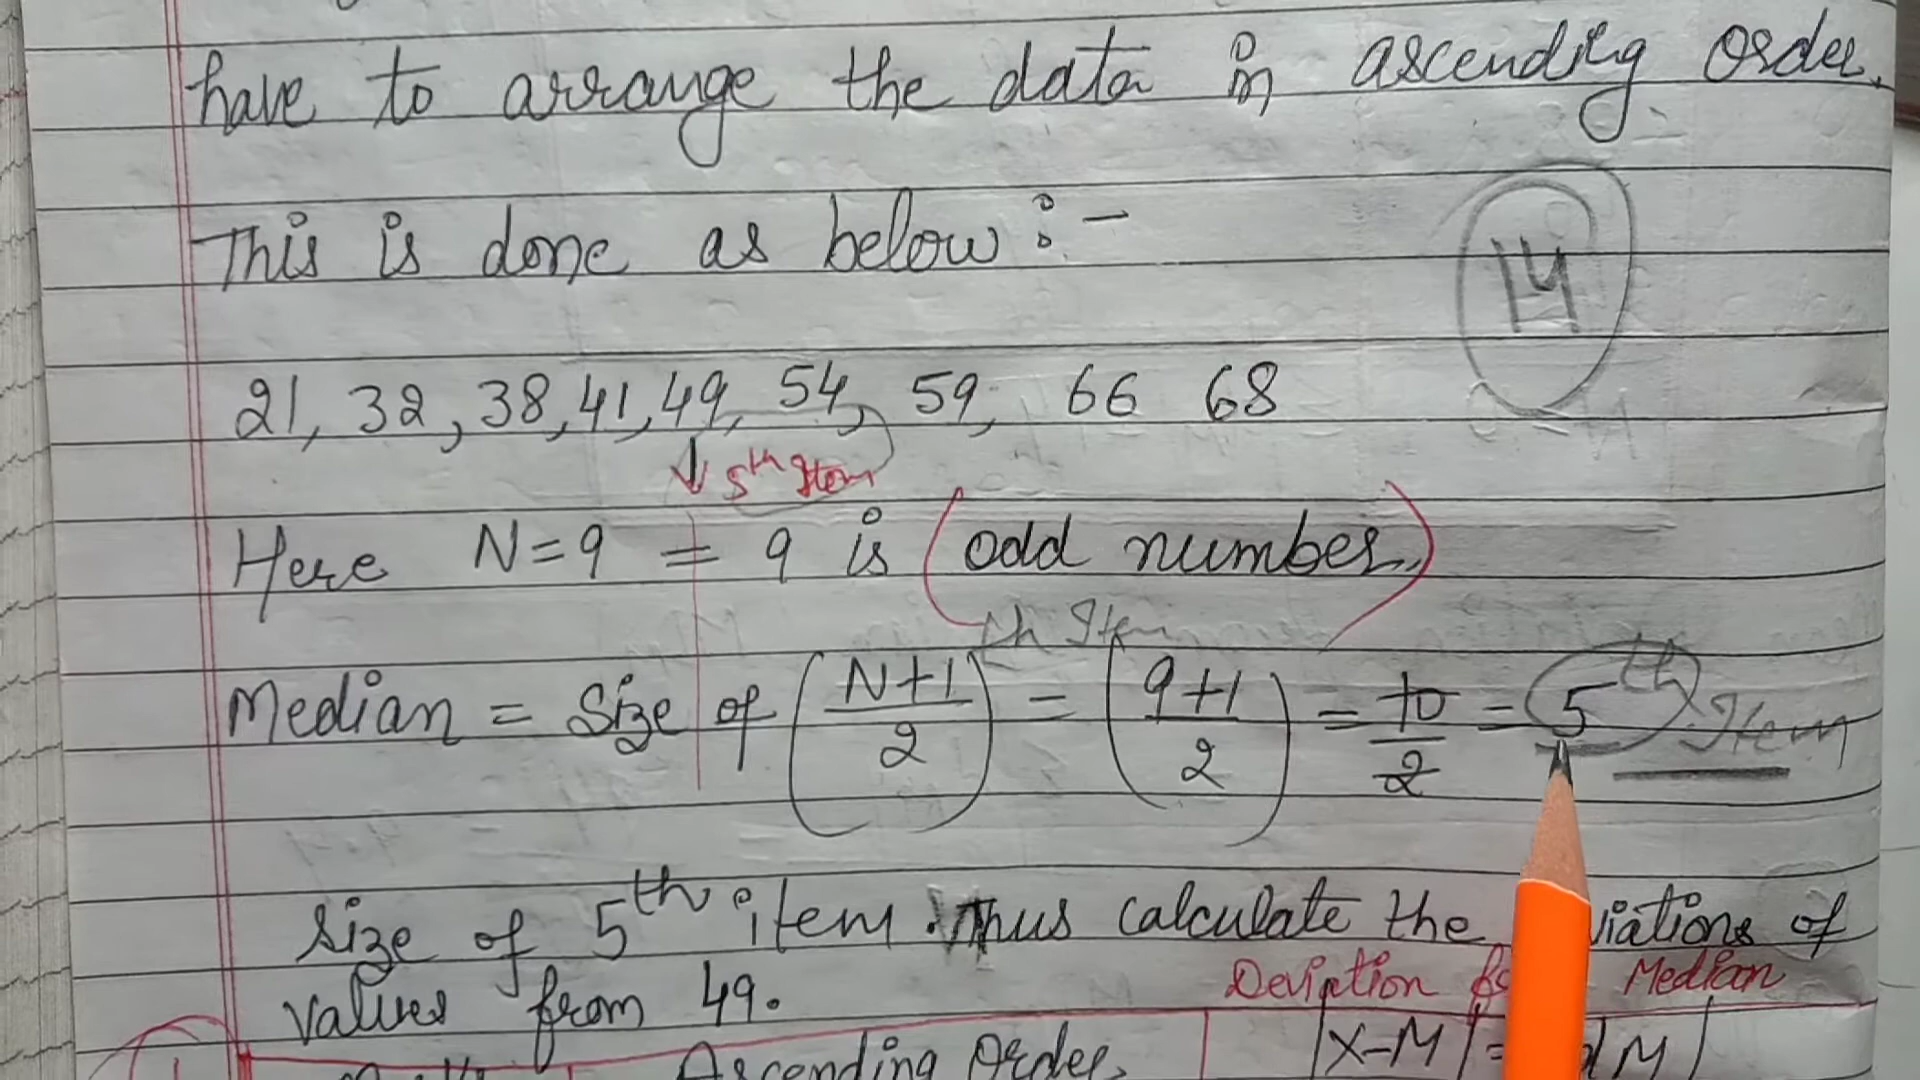 have to arrange the data in ascending order.
This is done as below :-
14
21, 32, 38, 41, 49, 54, 59, 66 68
↓ 5th Item
Here N=9 = 9 is (odd number.)
Median = Size of (N+1/2)th Item = (9+1/2) = 10/2 = 5th Item
size of 5th item. Thus calculate the viations of
values from 49.
Deviation Median
Ascending Order. |X-M| = dM|